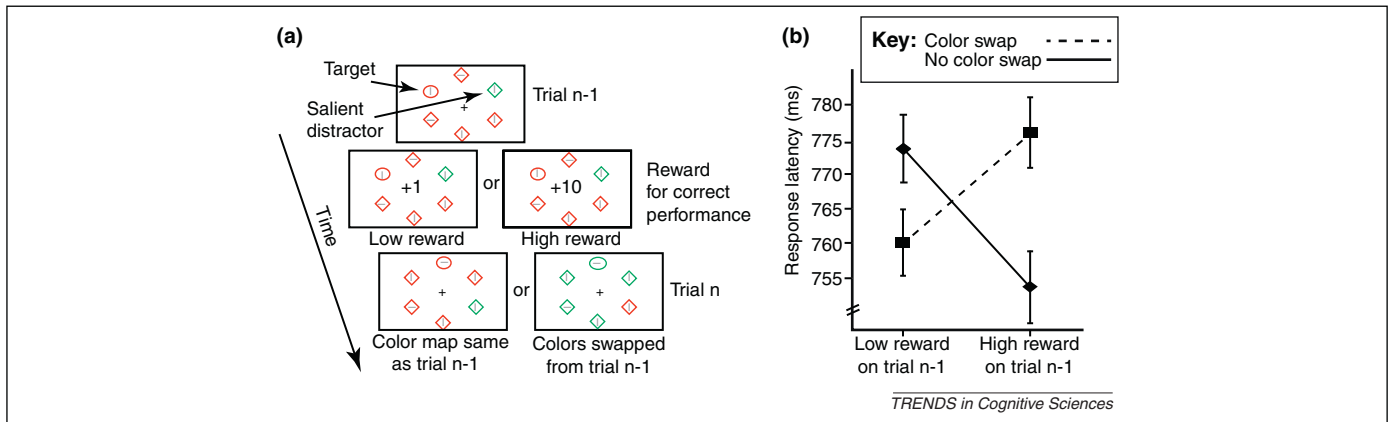 (a)
Target
Salient
distractor
+
Trial n-1
+1
or
+10
Reward
for correct
performance
Time
Low reward
High reward
+
or
+
Trial n
Color map same
as trial n-1
Colors swapped
from trial n-1
(b)
Key: Color swap
No color swap
Response latency (ms)
780
775
770
765
760
755
Low reward
on trial n-1
High reward
on trial n-1
TRENDS in Cognitive Sciences